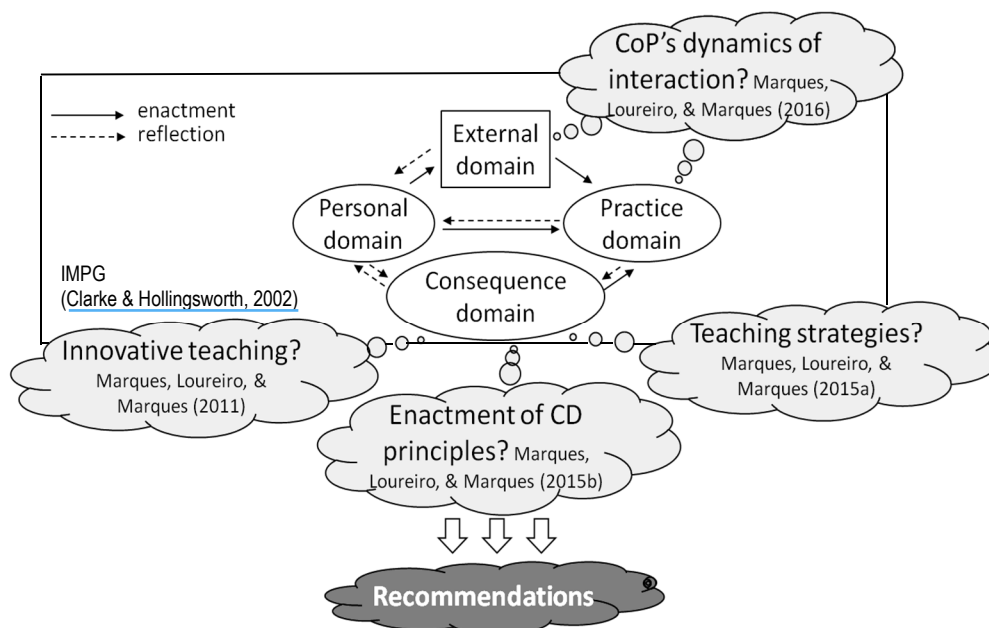 CoP's dynamics of
interaction? Marques,
Loureiro, & Marques (2016)
enactment
reflection
External
domain
Personal
domain
Practice
domain
IMPG
(Clarke & Hollingsworth, 2002)
Consequence
domain
Innovative teaching?
Marques, Loureiro, &
Marques (2011)
Teaching strategies?
Marques, Loureiro, &
Marques (2015a)
Enactment of CD
principles? Marques,
Loureiro, & Marques (2015b)
Recommendations